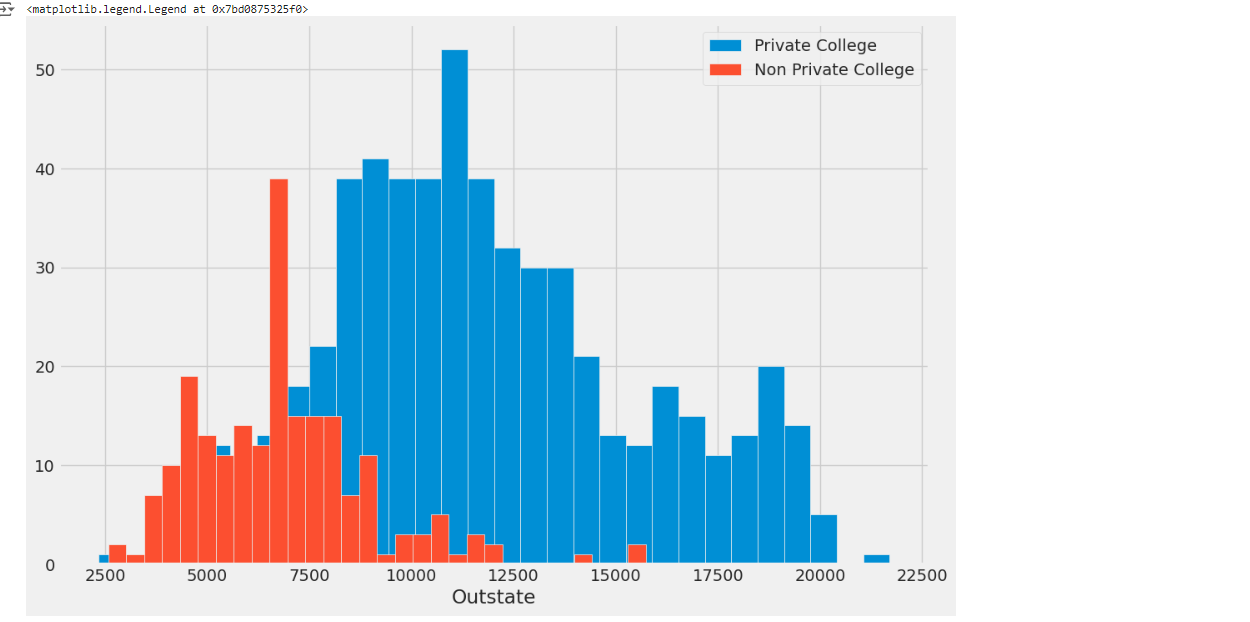 <matplotlib.legend.Legend at 0x7bd0875325f0>
Private College
Non Private College
50
40
30
20
10
0
2500 5000 7500 10000 12500 15000 17500 20000 22500
Outstate